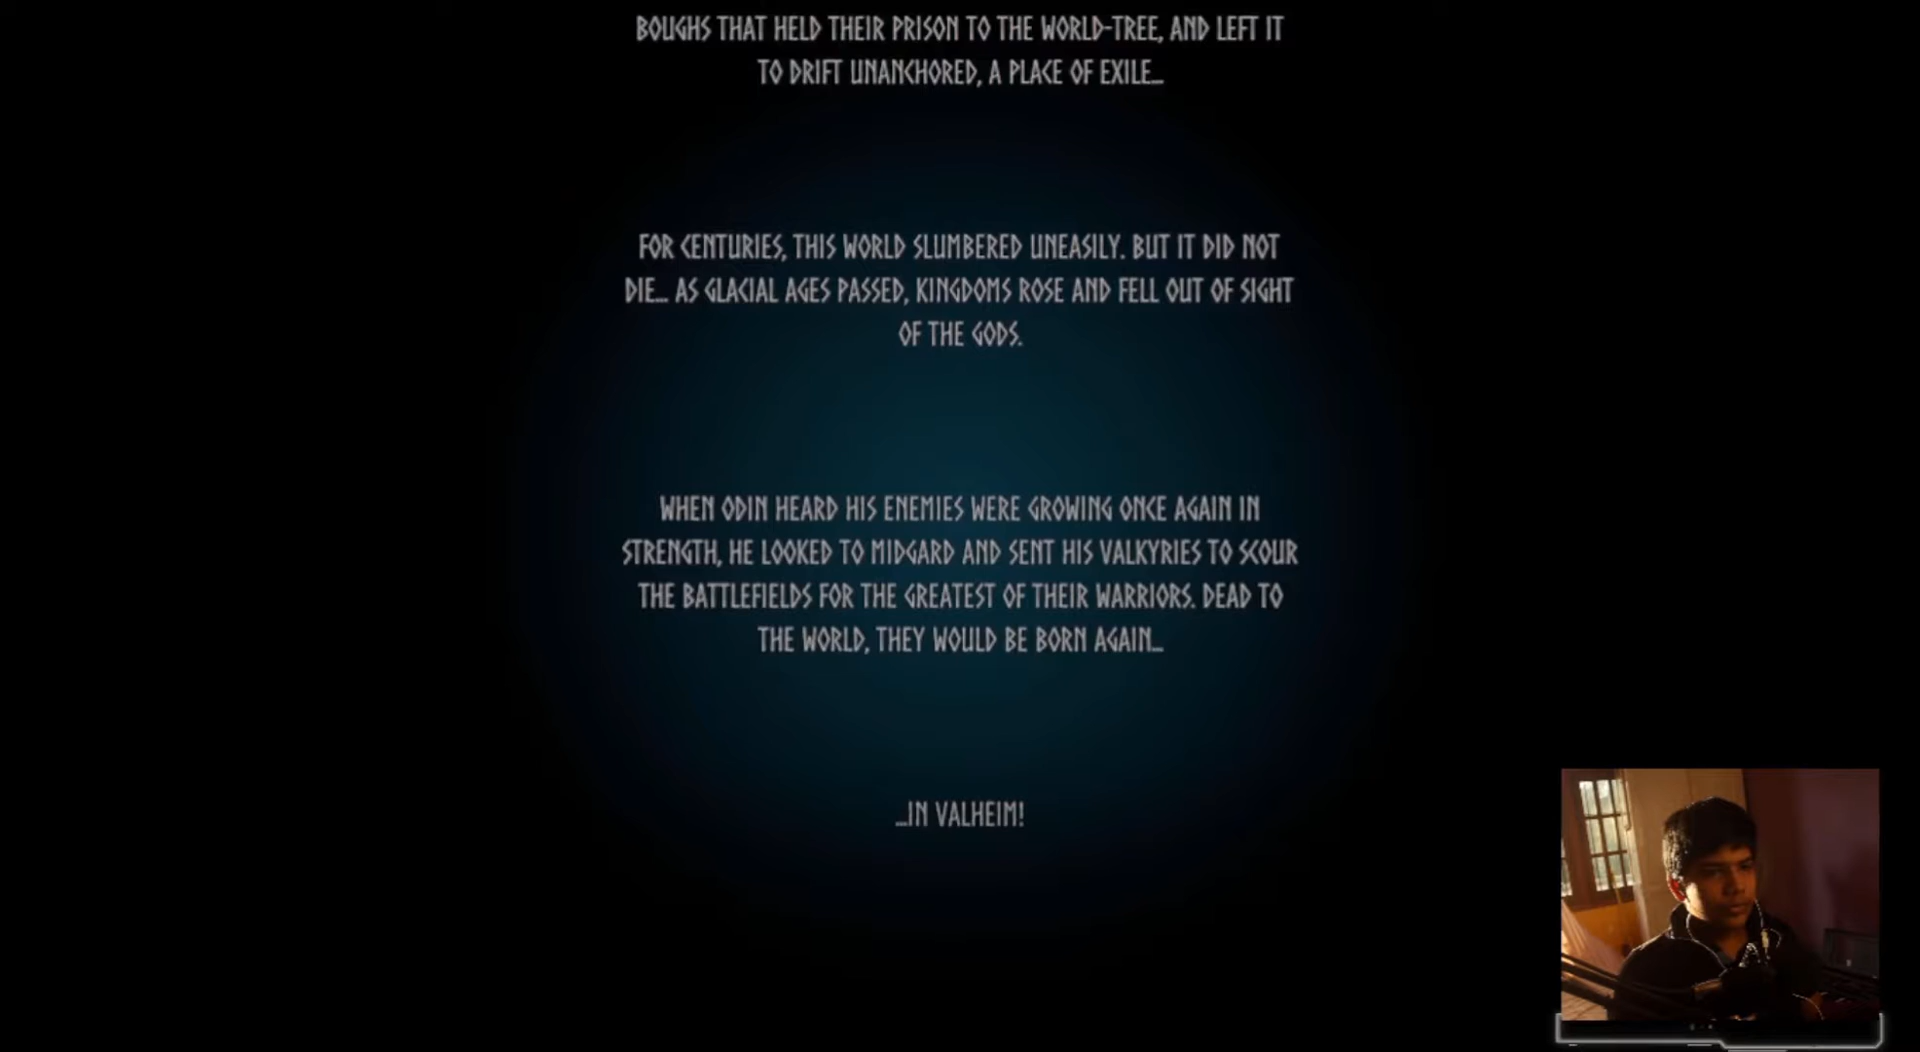 BOUGHS THAT HELD THEIR PRISON TO THE WORLD-TREE, AND LEFT IT
TO DRIFT UNANCHORED, A PLACE OF EXILE...
FOR CENTURIES, THIS WORLD SLUMBERED UNEASILY. BUT IT DID NOT
DIE... AS GLACIAL AGES PASSED, KINGDOMS ROSE AND FELL OUT OF SIGHT
OF THE GODS.
WHEN ODIN HEARD HIS ENEMIES WERE GROWING ONCE AGAIN IN
STRENGTH, HE LOOKED TO MIDGARD AND SENT HIS VALKYRIES TO SCOUR
THE BATTLEFIELDS FOR THE GREATEST OF THEIR WARRIORS. DEAD TO
THE WORLD, THEY WOULD BE BORN AGAIN...
...IN VALHEIM!